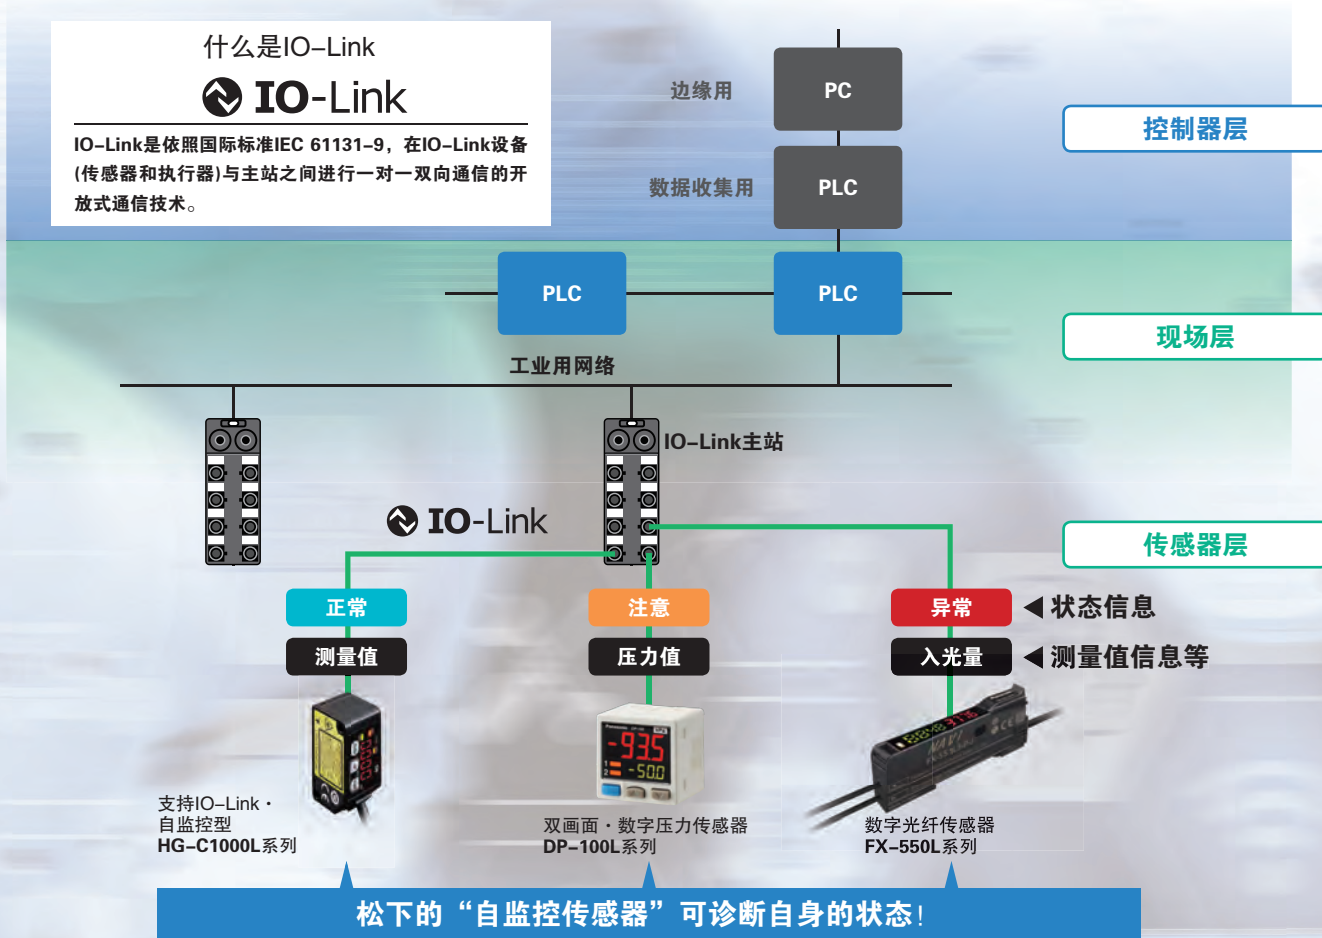 什么是IO-Link
IO-Link
IO-Link是依照国际标准IEC 61131-9，在IO-Link设备
(传感器和执行器)与主站之间进行一对一双向通信的开
放式通信技术。
边缘用
PC
控制器层
数据收集用
PLC
PLC
PLC
现场层
工业用网络
IO-Link主站
IO-Link
传感器层
正常
注意
异常
状态信息
测量值
压力值
入光量
测量值信息等
Panasonic
-93.5
1
2
-50.0
支持IO-Link・
自监控型
HG-C1000L系列
双画面・数字压力传感器
DP-100L系列
数字光纤传感器
FX-550L系列
松下的“自监控传感器”可诊断自身的状态！